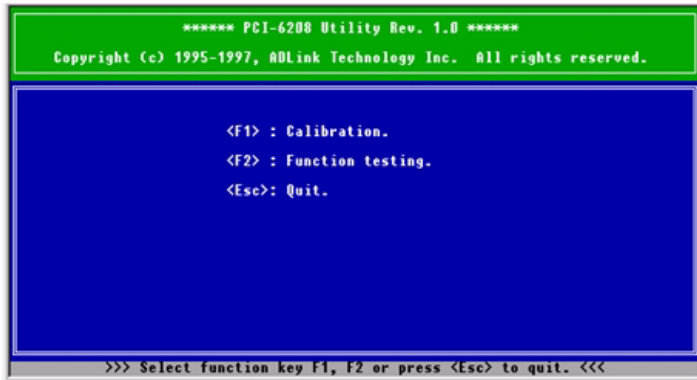 ****** PCI-6208 Utility Rev. 1.0 ******
Copyright (c) 1995-1997, ADLink Technology Inc. All rights reserved.
<F1> : Calibration.
<F2> : Function testing.
<Esc>: Quit.
>>> Select function key F1, F2 or press <Esc> to quit. <<<